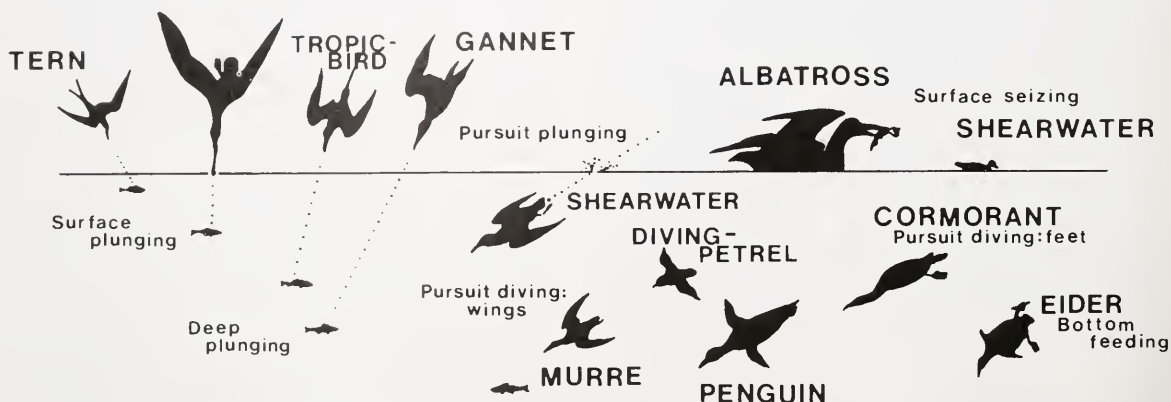 TERN
TROPIC-
BIRD
GANNET
Surface
plunging
Deep
plunging
Pursuit plunging
SHEARWATER
Pursuit diving:
wings
MURRE
DIVING-
PETREL
PENGUIN
ALBATROSS
Surface seizing
SHEARWATER
CORMORANT
Pursuit diving: feet
EIDER
Bottom
feeding